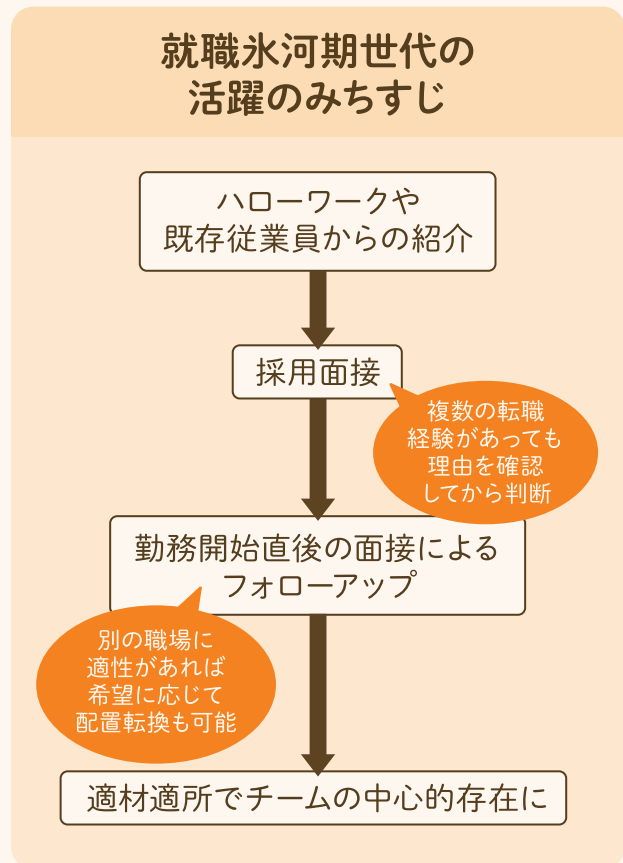 就職氷河期世代の
活躍のみちすじ
ハローワークや
既存従業員からの紹介
採用面接
複数の転職
経験があっても
理由を確認
してから判断
勤務開始直後の面接による
フォローアップ
別の職場に
適性があれば
希望に応じて
配置転換も可能
適材適所でチームの中心的存在に